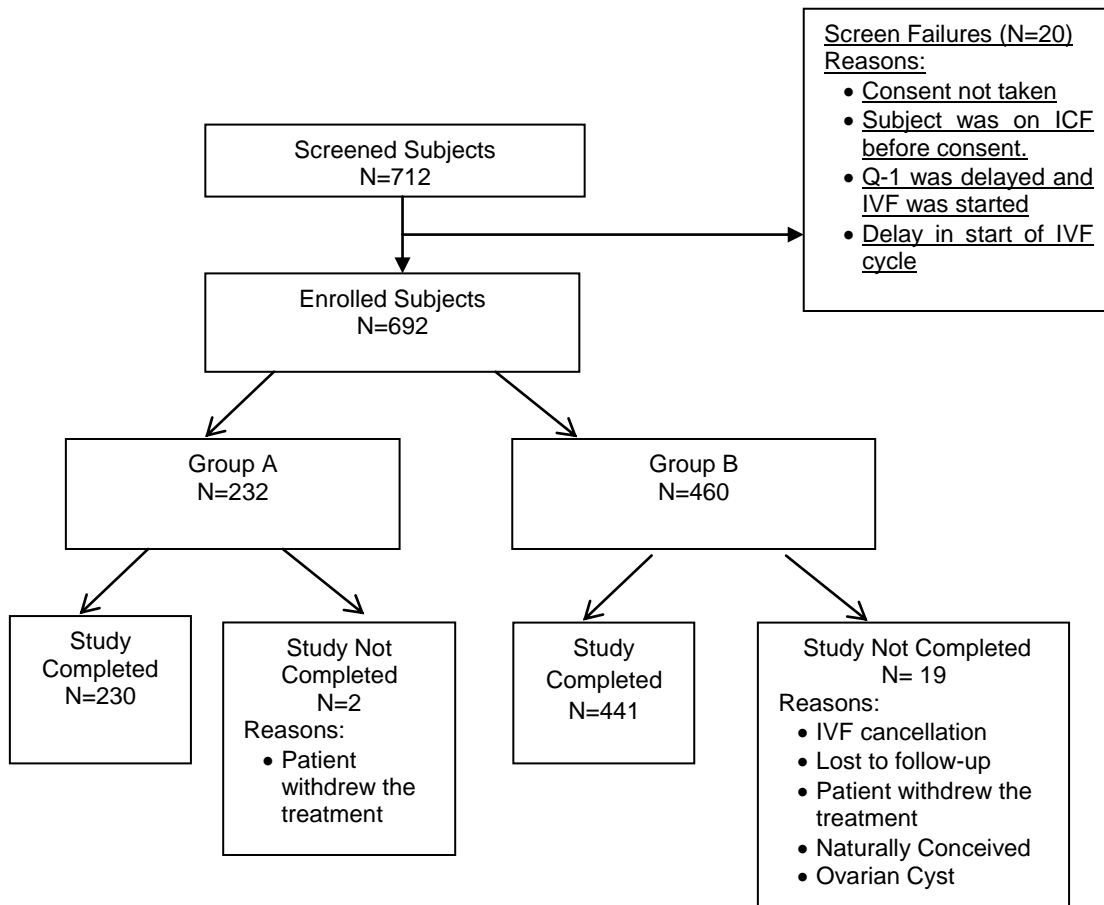 Screen Failures (N=20)
Reasons:
• Consent not taken
• Subject was on ICF
before consent.
• Q-1 was delayed and
IVF was started
• Delay in start of IVF
cycle
Screened Subjects
N=712
Enrolled Subjects
N=692
Group A
N=232
Group B
N=460
Study
Completed
N=230
Study Not
Completed
N=2
Reasons:
• Patient
withdrew the
treatment
Study
Completed
N=441
Study Not Completed
N= 19
Reasons:
• IVF cancellation
• Lost to follow-up
• Patient withdrew the
treatment
• Naturally Conceived
• Ovarian Cyst